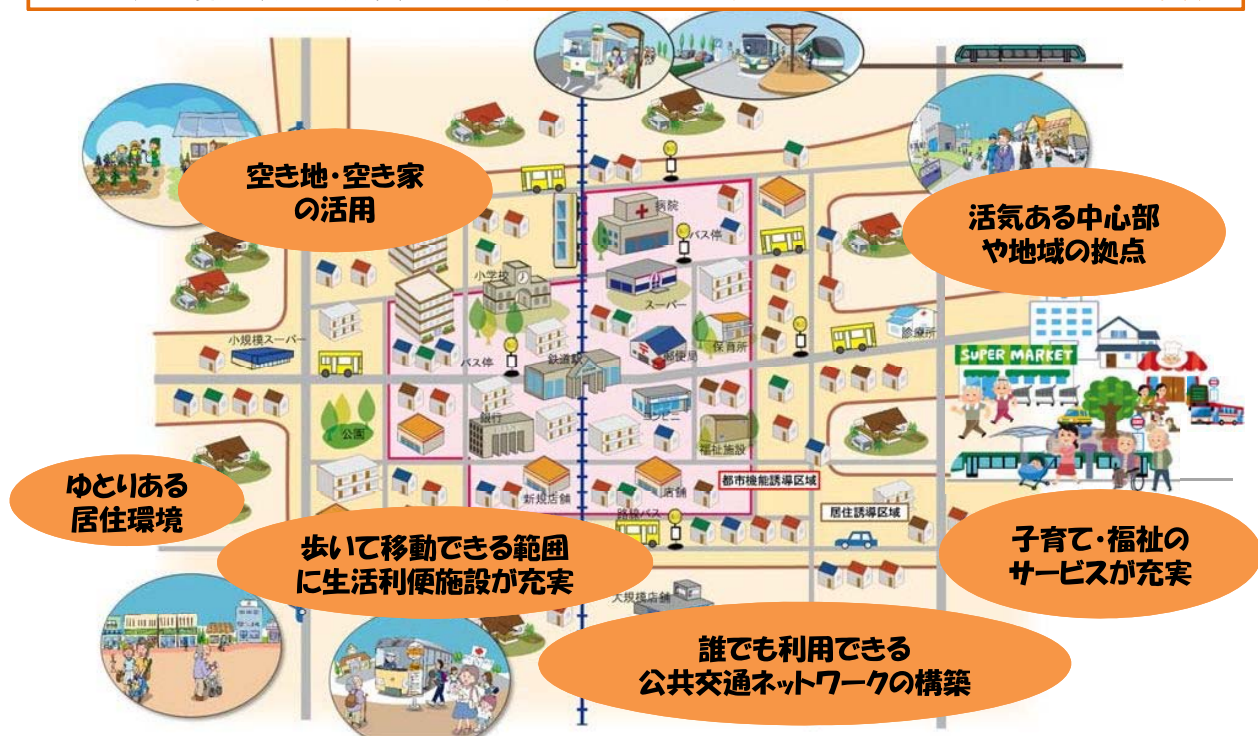 空き地・空き家
の活用
活気ある中心部
や地域の拠点
病院
バス停
小学校
スーパー
小規模スーパー
バス停
鉄道駅
郵便局
保育所
診療所
SUPER MARKET
公園
銀行
コンビニ
福祉施設
ゆとりある
居住環境
新規店舗
店舗
都市機能誘導区域
路線バス
居住誘導区域
歩いて移動できる範囲
に生活利便施設が充実
子育て・福祉の
サービスが充実
大規模店舗
誰でも利用できる
公共交通ネットワークの構築